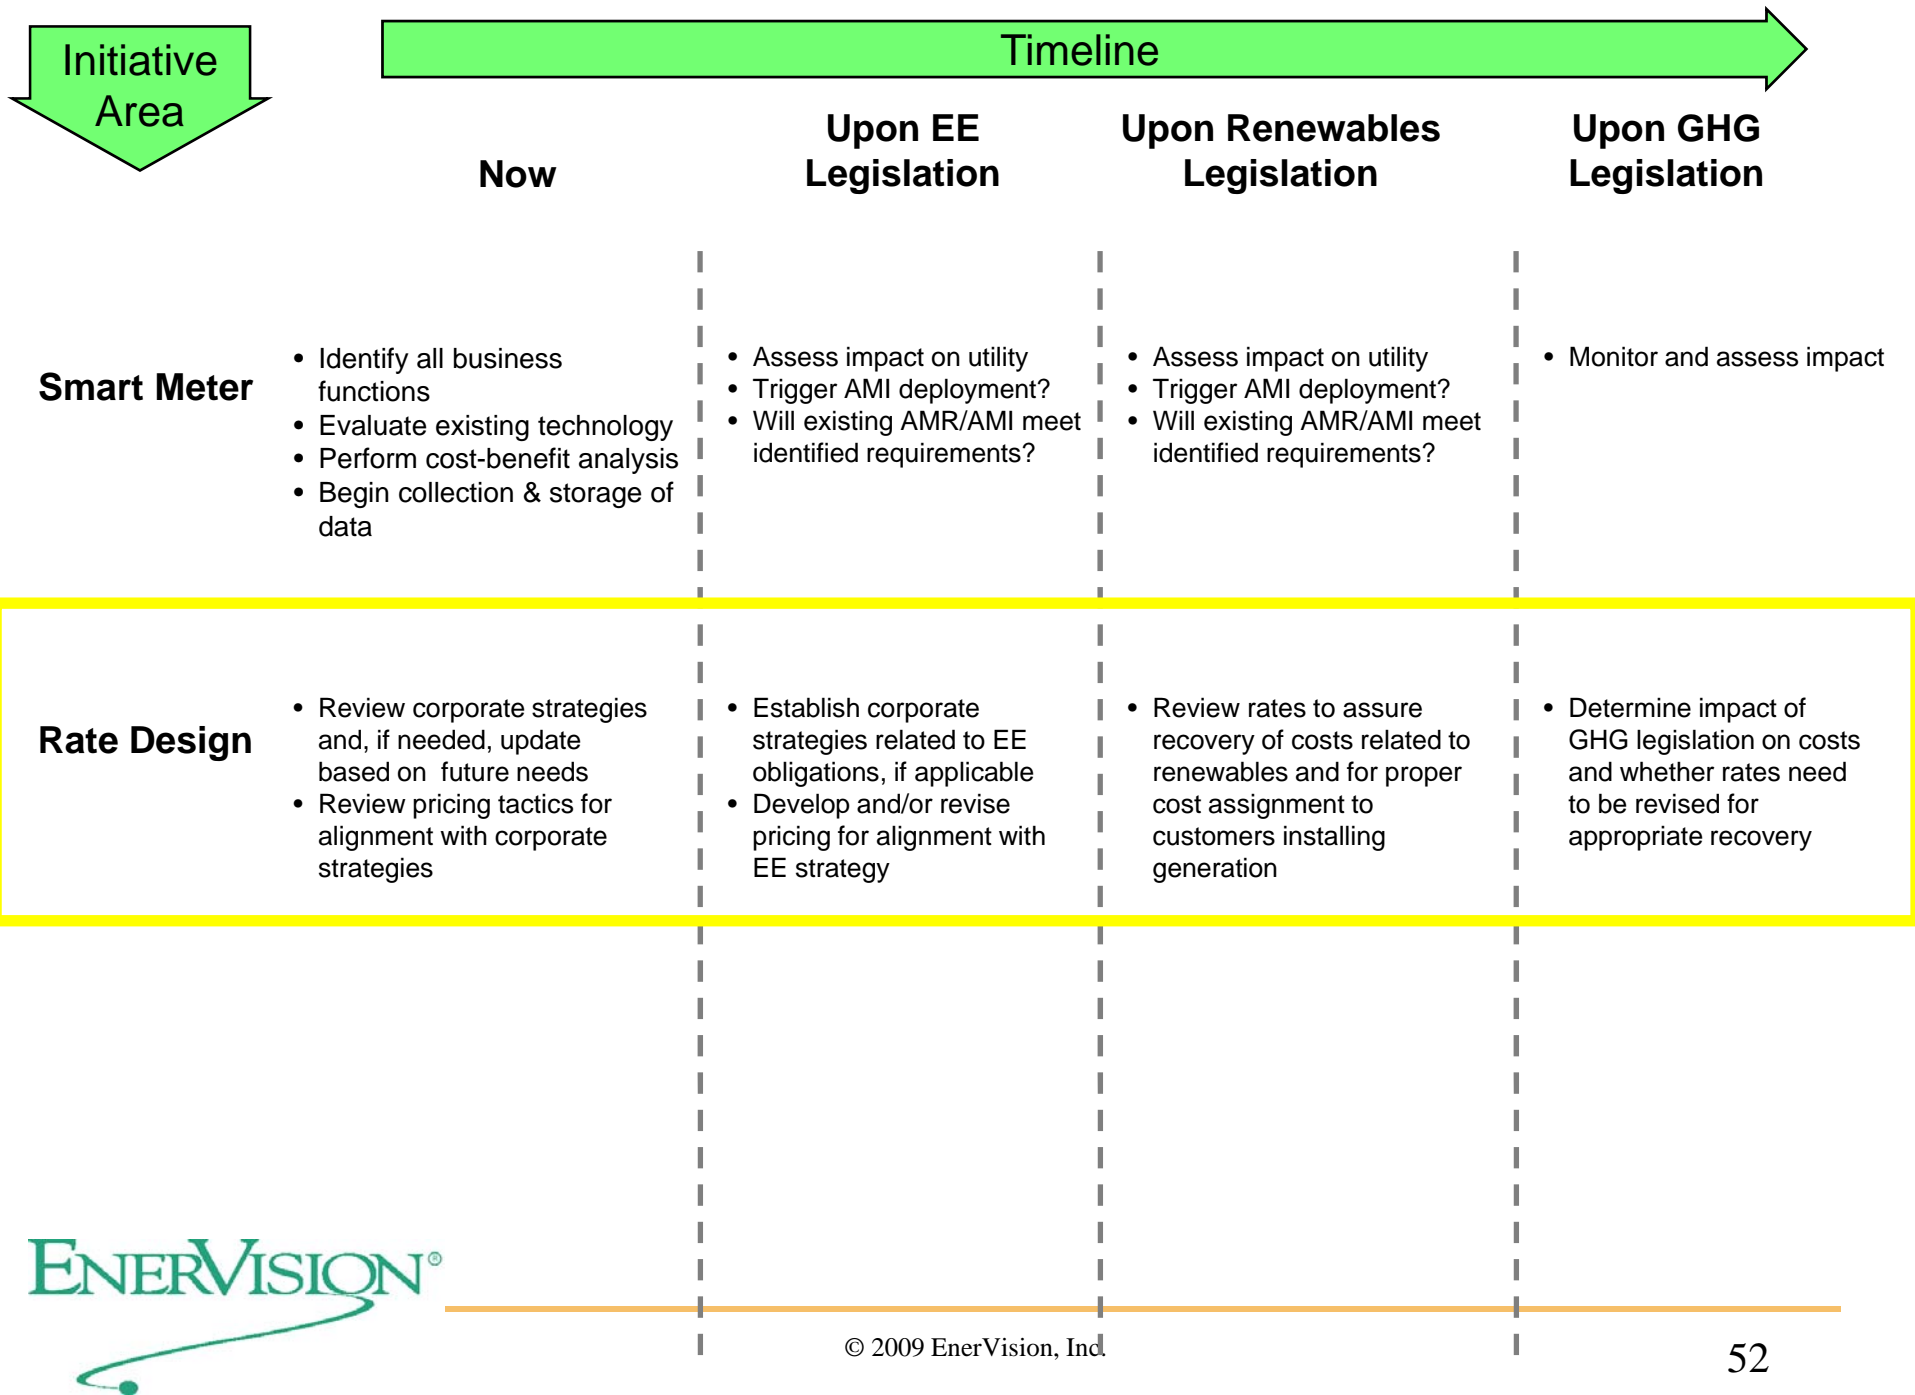 Initiative
Area
Timeline
Now
Upon EE
Legislation
Upon Renewables
Legislation
Upon GHG
Legislation
Smart Meter
• Identify all business
functions
• Evaluate existing technology
• Perform cost-benefit analysis
• Begin collection & storage of
data
• Assess impact on utility
• Trigger AMI deployment?
• Will existing AMR/AMI meet
identified requirements?
• Assess impact on utility
• Trigger AMI deployment?
• Will existing AMR/AMI meet
identified requirements?
• Monitor and assess impact
Rate Design
• Review corporate strategies
and, if needed, update
based on future needs
• Review pricing tactics for
alignment with corporate
strategies
• Establish corporate
strategies related to EE
obligations, if applicable
• Develop and/or revise
pricing for alignment with
EE strategy
• Review rates to assure
recovery of costs related to
renewables and for proper
cost assignment to
customers installing
generation
• Determine impact of
GHG legislation on costs
and whether rates need
to be revised for
appropriate recovery
ENERVISION®
© 2009 EnerVision, Inc.
52